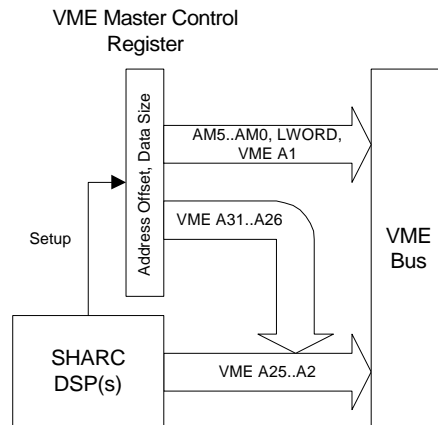 VME Master Control
Register
Address Offset, Data Size
AM5..AM0, LWORD,
VME A1
VME A31..A26
Setup
VME
Bus
SHARC
DSP(s)
VME A25..A2